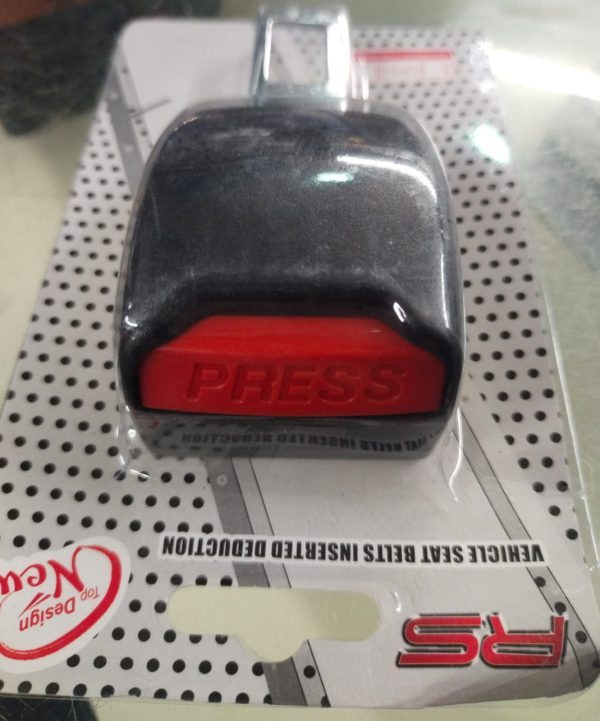 PRESS
VEHICLE SEAT BELTS INSERTED DEDUCTION
RS
Top Design
New